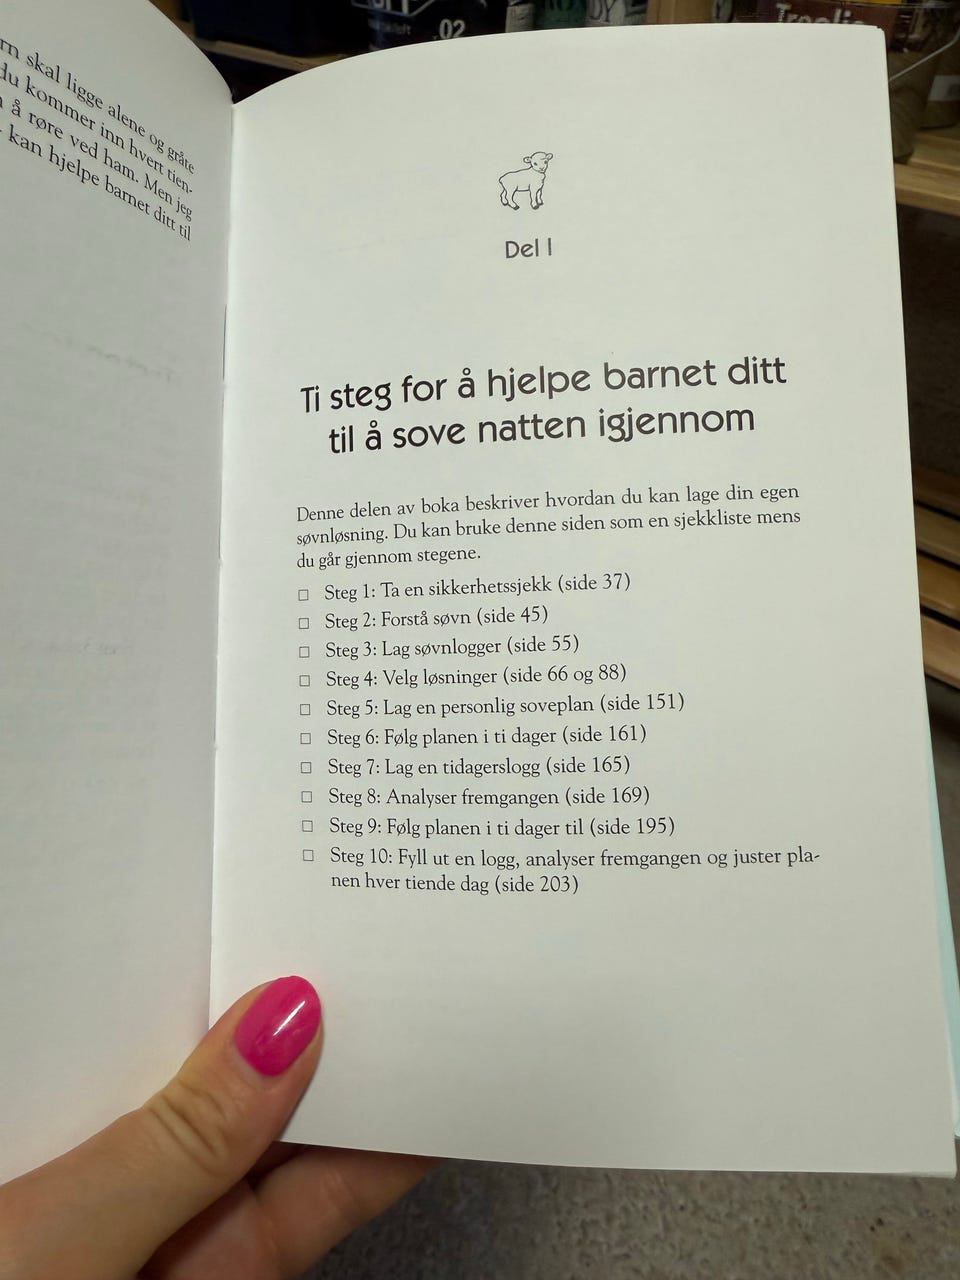 rn skal ligge alene og gråte
du kommer inn hvert tien-
å røre ved ham. Men jeg
kan hjelpe barnet ditt til
.02
Del I
Ti steg for å hjelpe barnet ditt
til å sove natten igjennom
Denne delen av boka beskriver hvordan du kan lage din egen
søvnløsning. Du kan bruke denne siden som en sjekkliste mens
du går gjennom stegene.
□ Steg 1: Ta en sikkerhetssjekk (side 37)
□ Steg 2: Forstå søvn (side 45)
□ Steg 3: Lag søvnlogger (side 55)
□ Steg 4: Velg løsninger (side 66 og 88)
□ Steg 5: Lag en personlig soveplan (side 151)
□ Steg 6: Følg planen i ti dager (side 161)
□ Steg 7: Lag en tidagerslogg (side 165)
□ Steg 8: Analyser fremgangen (side 169)
□ Steg 9: Følg planen i ti dager til (side 195)
□ Steg 10: Fyll ut en logg, analyser fremgangen og juster pla-
nen hver tiende dag (side 203)